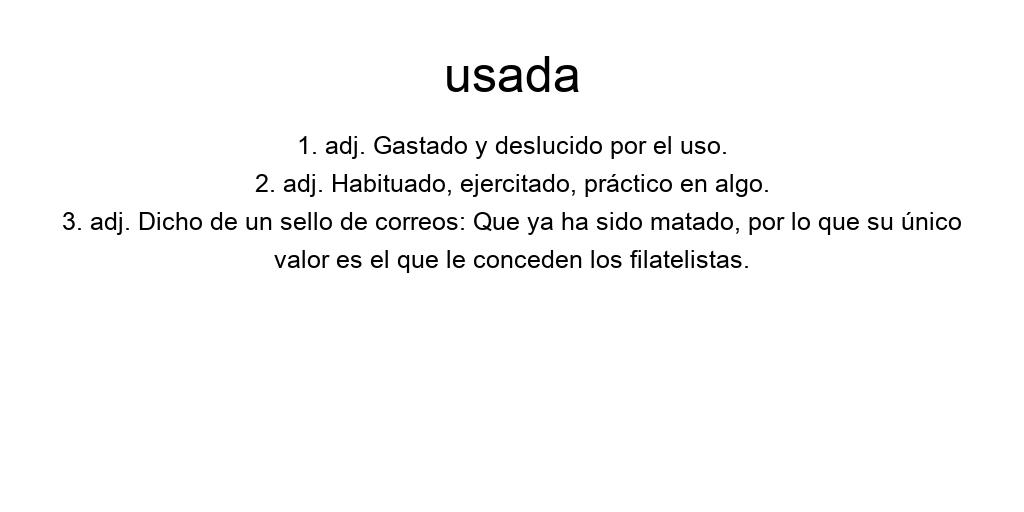 usada
1. adj. Gastado y deslucido por el uso.
2. adj. Habituado, ejercitado, práctico en algo.
3. adj. Dicho de un sello de correos: Que ya ha sido matado, por lo que su único
valor es el que le conceden los filatelistas.